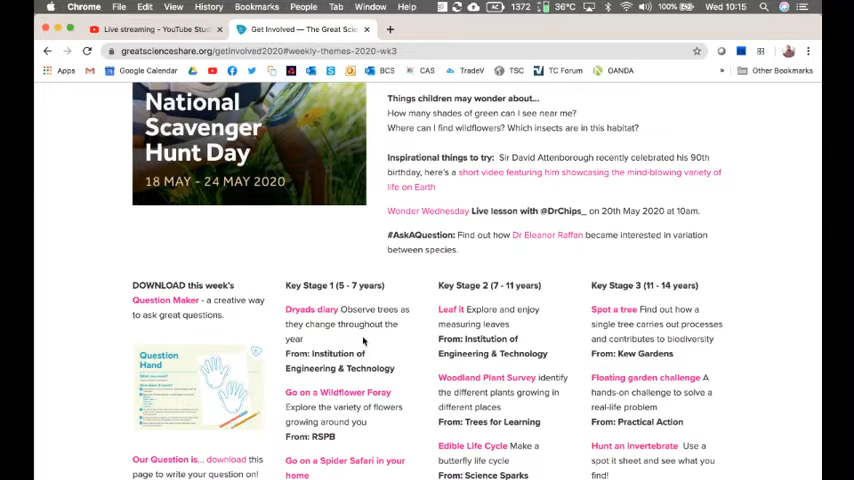 Chrome File Edit View History Bookmarks People Tab Window Help 1372 36°C 100% Wed 10:15
Live streaming - YouTube Stud
Get Involved — The Great Scie
greatscienceshare.org/getinvolved2020#weekly-themes-2020-wk3
Apps Google Calendar BKS CAS TradeV TSC TC Forum OANDA » Other Bookmarks
National
Scavenger
Hunt Day
18 MAY - 24 MAY 2020
Things children may wonder about...
How many shades of green can I see near me?
Where can I find wildflowers? Which insects are in this habitat?
Inspirational things to try: Sir David Attenborough recently celebrated his 90th
birthday, here's a short video featuring him showcasing the mind-blowing variety of
life on Earth
Wonder Wednesday Live lesson with @DrChips_ on 20th May 2020 at 10am.
#AskAQuestion: Find out how Dr Eleanor Raffan became interested in variation
between species.
DOWNLOAD this week's
Question Maker - a creative way
to ask great questions.
Question
Hand
Our Question is... download this
page to write your question on!
Key Stage 1 (5 - 7 years)
Dryads diary Observe trees as
they change throughout the
year
From: Institution of
Engineering & Technology
Go on a Wildflower Foray
Explore the variety of flowers
growing around you
From: RSPB
Go on a Spider Safari in your
home
Key Stage 2 (7 - 11 years)
Leaf it Explore and enjoy
measuring leaves
From: Institution of
Engineering & Technology
Woodland Plant Survey identify
the different plants growing in
different places
From: Trees for Learning
Edible Life Cycle Make a
butterfly life cycle
From: Science Sparks
Key Stage 3 (11 - 14 years)
Spot a tree Find out how a
single tree carries out processes
and contributes to biodiversity
From: Kew Gardens
Floating garden challenge A
hands-on challenge to solve a
real-life problem
From: Practical Action
Hunt an invertebrate Use a
spot it sheet and see what you
find!